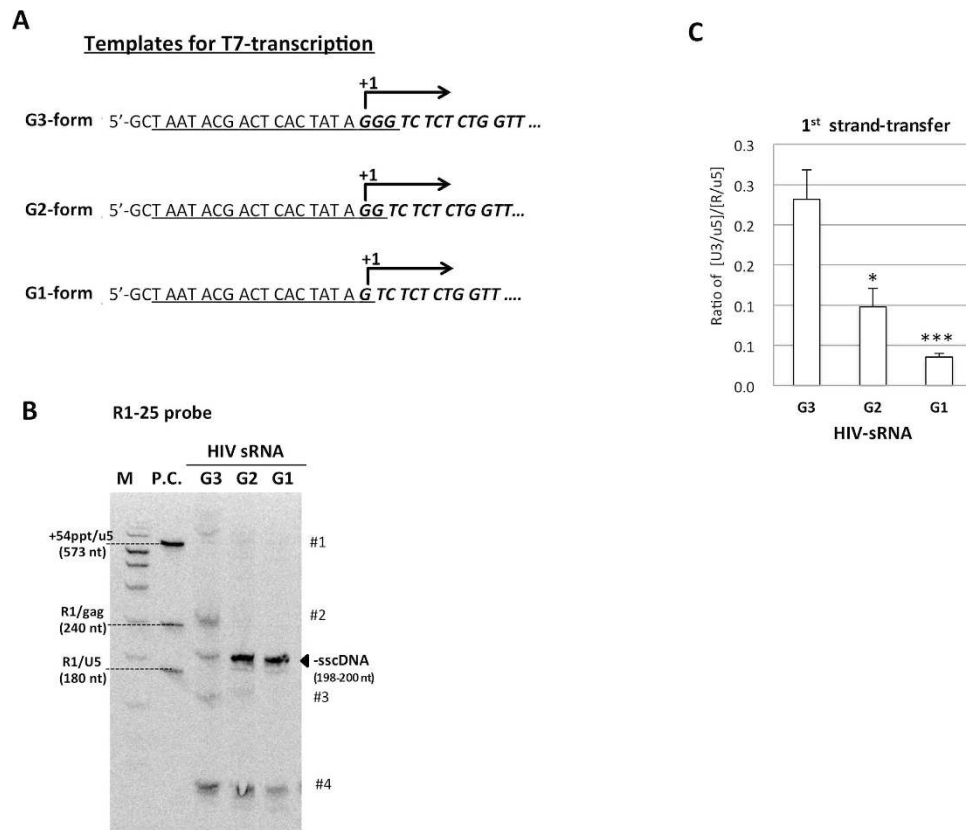 A
Templates for T7-transcription
+1
G3-form 5’-GCT AAT ACG ACT CAC TAT A GGG TC TCT CTG GTT ...
+1
G2-form 5’-GCT AAT ACG ACT CAC TAT A GG TC TCT CTG GTT...
+1
G1-form 5’-GCT AAT ACG ACT CAC TAT A G TC TCT CTG GTT ....
B
R1-25 probe
HIV sRNA
M P.C. G3 G2 G1
+54ppt/u5
(573 nt)
#1
R1/gag
(240 nt)
#2
R1/U5
(180 nt)
-sscDNA
(198-200 nt)
#3
#4
C
1st strand-transfer
Ratio of [U3/u5]/[R/u5]
0.3
0.3
0.2
0.2
0.1
0.1
0.0
*
***
G3 G2 G1
HIV-sRNA